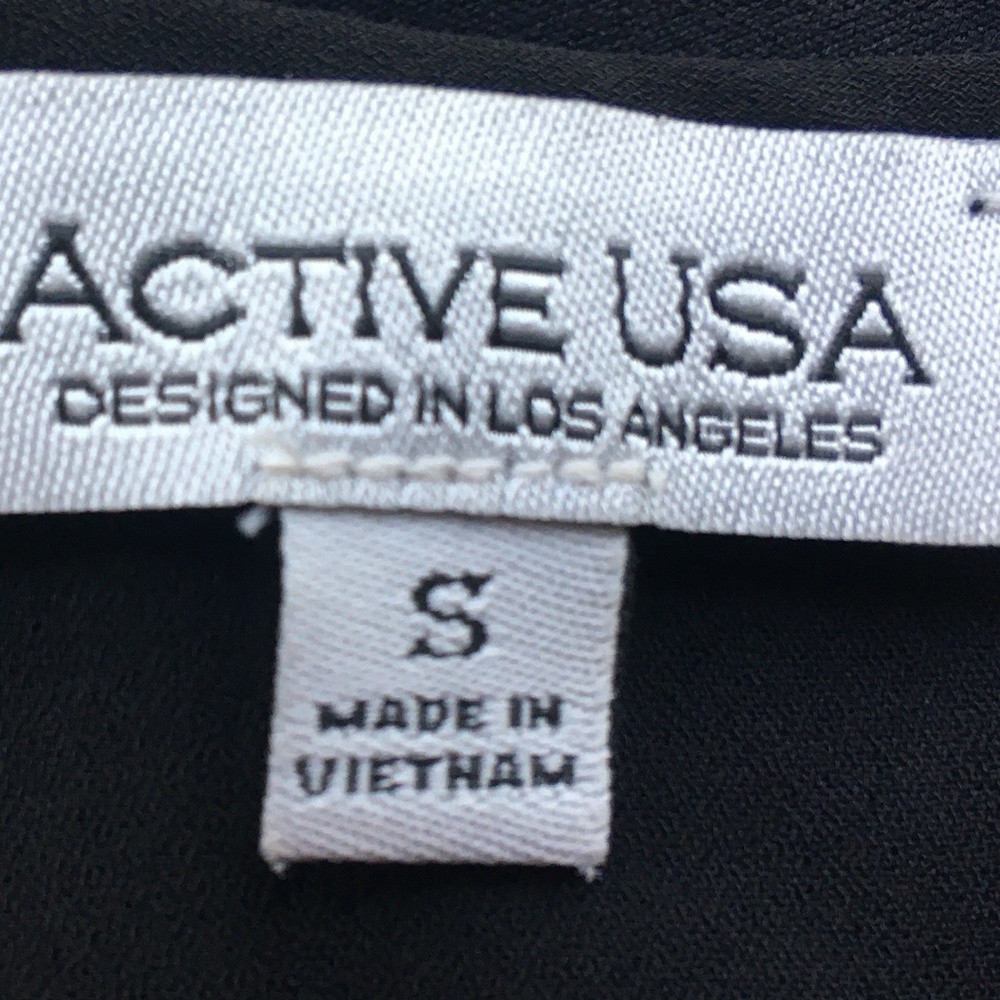 ACTIVE USA
DESIGNED IN LOS ANGELES
S
MADE IN
VIETNAM